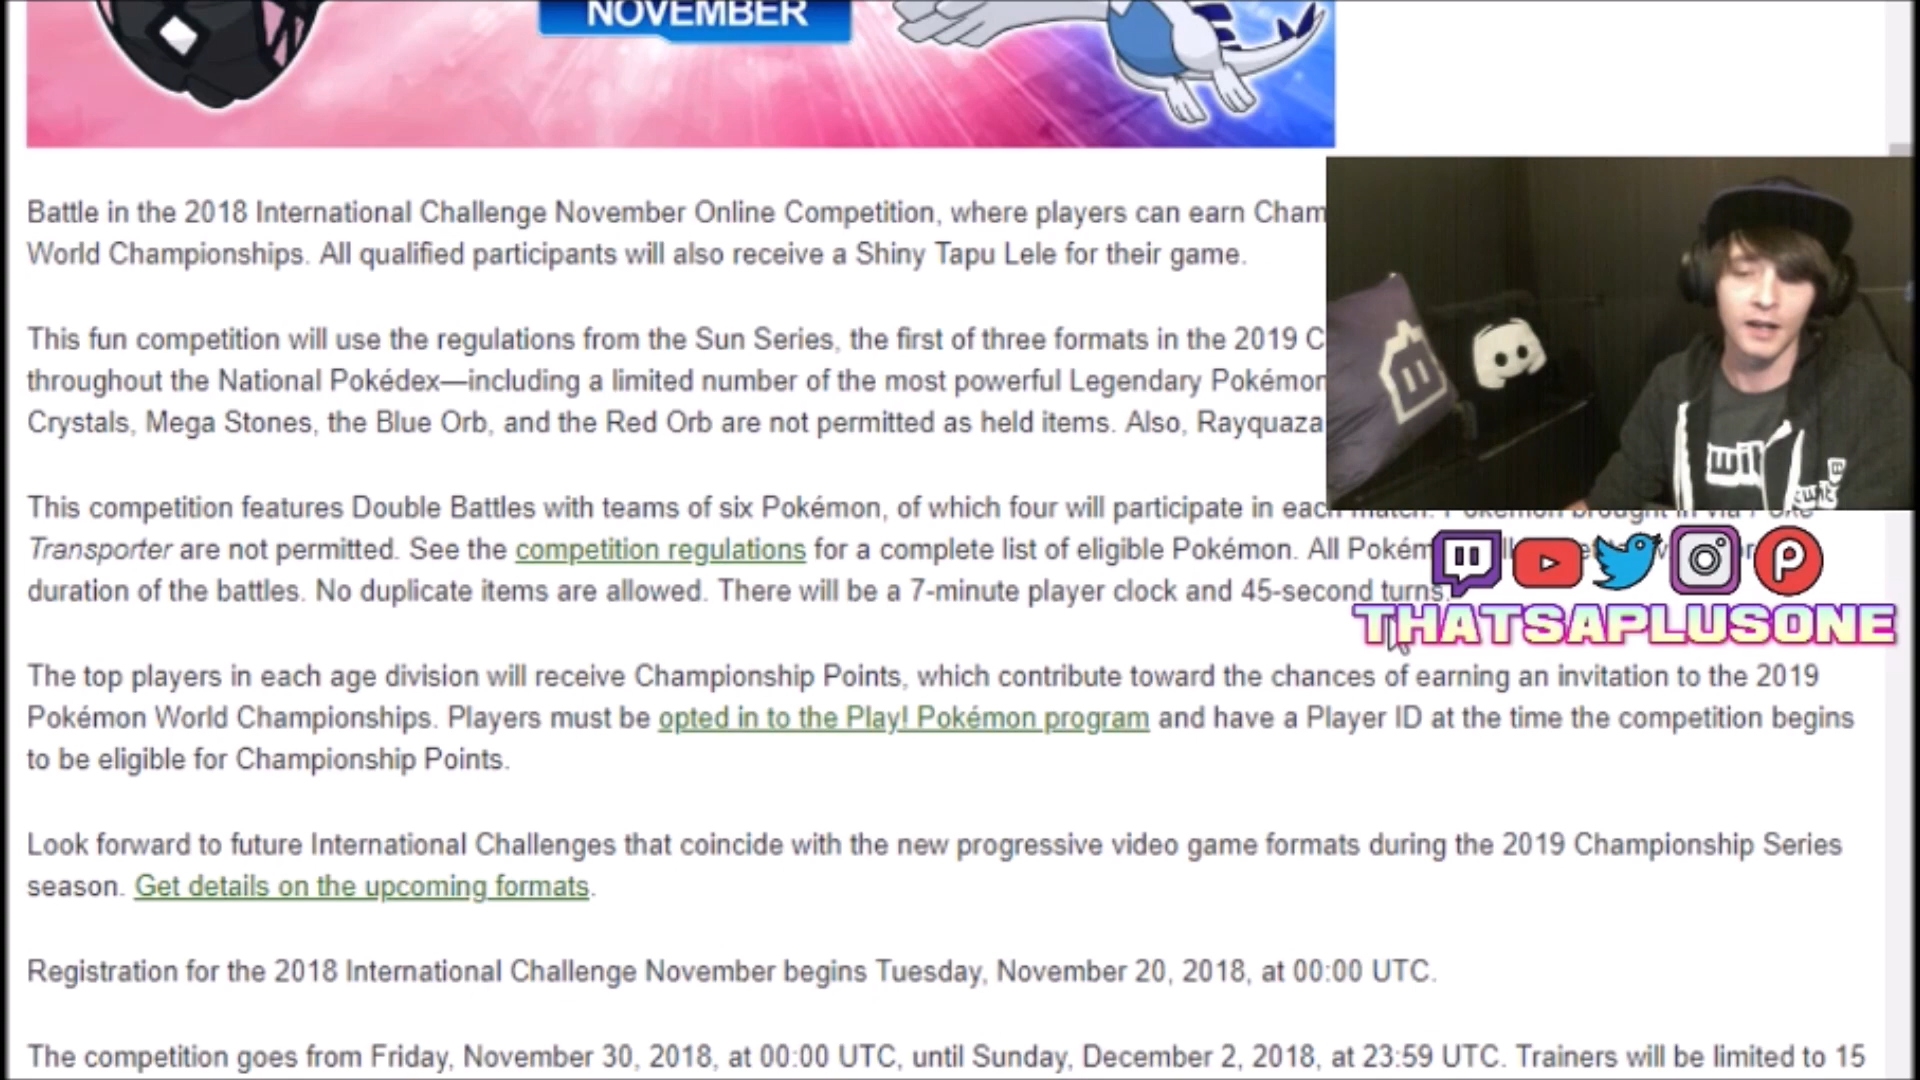 NOVEMBER
Battle in the 2018 International Challenge November Online Competition, where players can earn Cham
World Championships. All qualified participants will also receive a Shiny Tapu Lele for their game.
This fun competition will use the regulations from the Sun Series, the first of three formats in the 2019 C
throughout the National Pokédex—including a limited number of the most powerful Legendary Pokémon
Crystals, Mega Stones, the Blue Orb, and the Red Orb are not permitted as held items. Also, Rayquaza
This competition features Double Battles with teams of six Pokémon, of which four will participate in each match. Pokémon brought in via Poké
Transporter are not permitted. See the competition regulations for a complete list of eligible Pokémon. All Pokém
duration of the battles. No duplicate items are allowed. There will be a 7-minute player clock and 45-second turns.
THATSAPLUSONE
The top players in each age division will receive Championship Points, which contribute toward the chances of earning an invitation to the 2019
Pokémon World Championships. Players must be opted in to the Play! Pokémon program and have a Player ID at the time the competition begins
to be eligible for Championship Points.
Look forward to future International Challenges that coincide with the new progressive video game formats during the 2019 Championship Series
season. Get details on the upcoming formats.
Registration for the 2018 International Challenge November begins Tuesday, November 20, 2018, at 00:00 UTC.
The competition goes from Friday, November 30, 2018, at 00:00 UTC, until Sunday, December 2, 2018, at 23:59 UTC. Trainers will be limited to 15